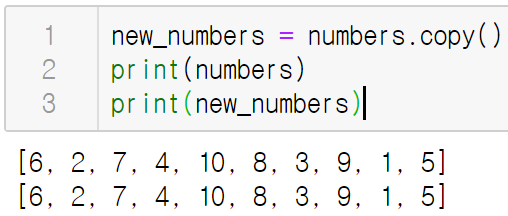 1 new_numbers = numbers.copy()
2 print(numbers)
3 print(new_numbers)
[6, 2, 7, 4, 10, 8, 3, 9, 1, 5]
[6, 2, 7, 4, 10, 8, 3, 9, 1, 5]